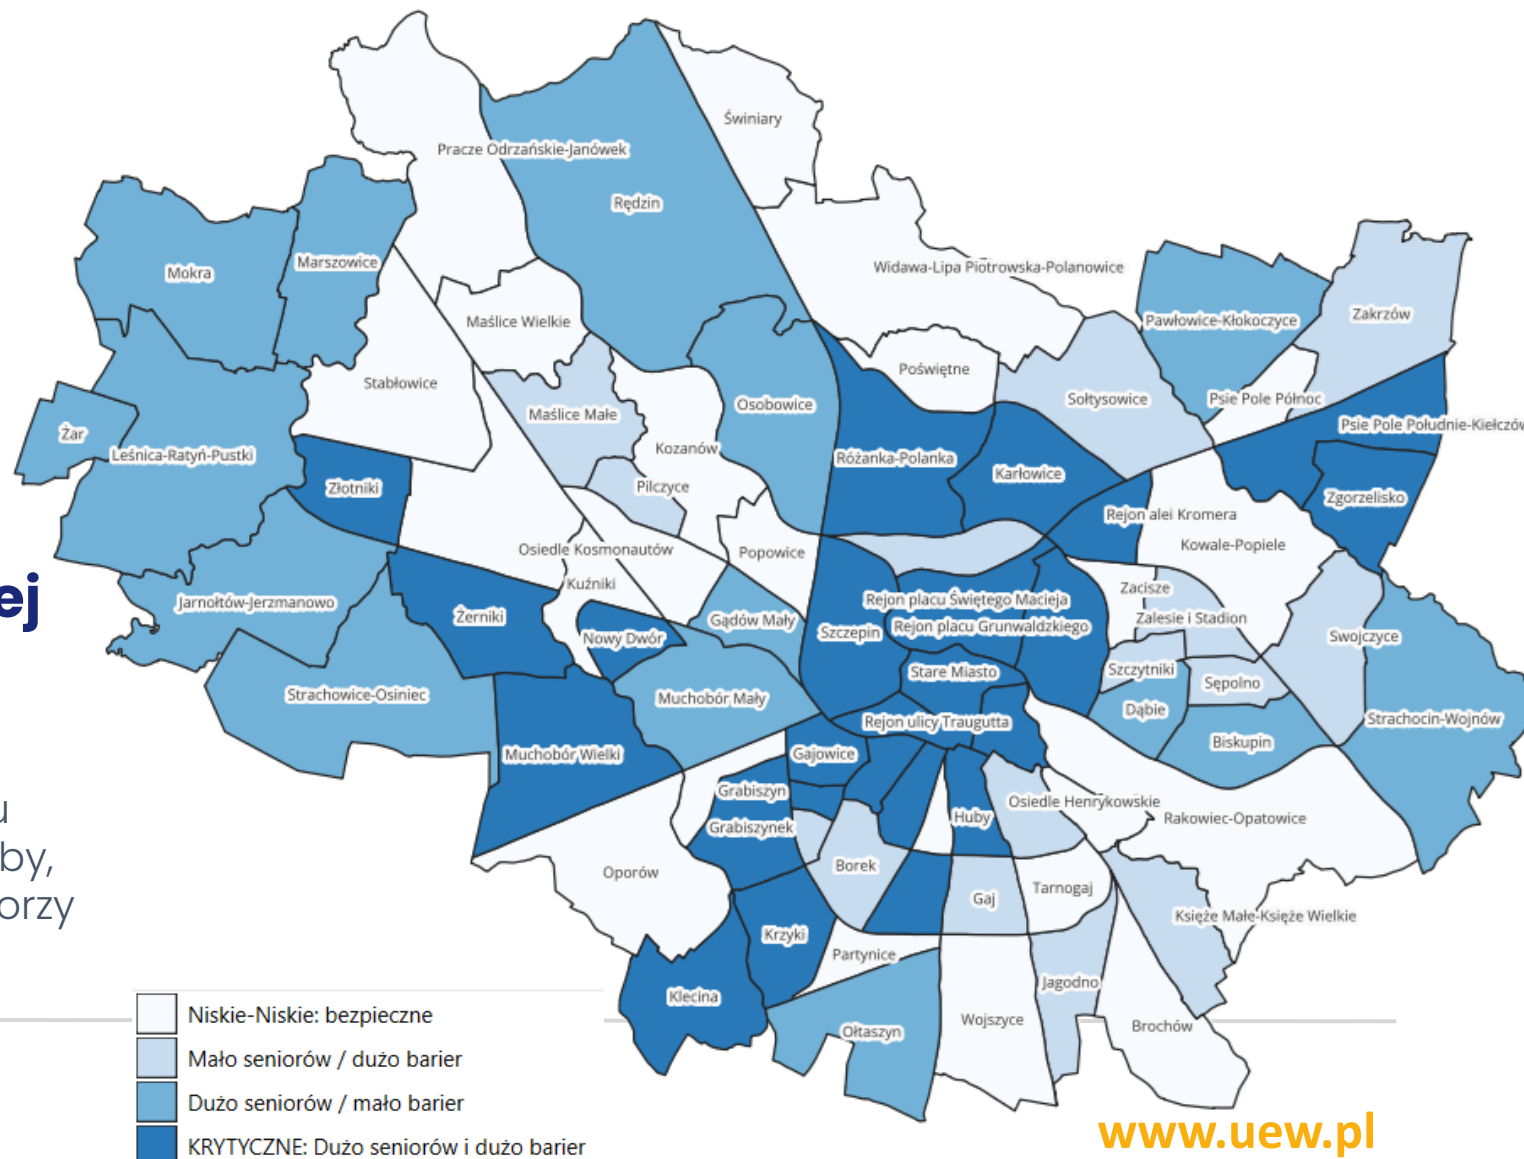 Świniary
Pracze Odrzańskie-Janówek
Rędzin
Mokra
Marszowice
Widawa-Lipa Piotrowska-Polanowice
Maślice Wielkie
Pawłowice-Kłokoczyce
Zakrzów
Stabłowice
Poświętne
Maślice Małe
Osobowice
Sołtysowice
Psie Pole Północ
Żar
Leśnica-Ratyń-Pustki
Kozanów
Różanka-Polanka
Karłowice
Psie Pole Południe-Kiełczów
Złotniki
Pilczyce
Zgorzelisko
Rejon alei Kromera
Osiedle Kosmonautów
Popowice
Kowale-Popiele
Kuźniki
Zacisze
Jarnołtów-Jerzmanowo
Rejon placu Świętego Macieja
Żerniki
Nowy Dwór
Gądów Mały
Szczepin
Rejon placu Grunwaldzkiego
Zalesie i Stadion
Swojczyce
Strachowice-Osiniec
Muchobór Mały
Stare Miasto
Szczytniki
Sępolno
Dąbie
Rejon ulicy Traugutta
Strachocin-Wojnów
Biskupin
Muchobór Wielki
Gajowice
Grabiszyn
Osiedle Henrykowskie
Huby
Rakowiec-Opatowice
Grabiszynek
Oporów
Borek
Gaj
Tarnogaj
Księże Małe-Księże Wielkie
Krzyki
Partynice
Klecina
Jagodno
Ołtaszyn
Wojszyce
Brochów
ej
u
by,
orzy
Niskie-Niskie: bezpieczne
Mało seniorów / dużo barier
Dużo seniorów / mało barier
KRYTYCZNE: Dużo seniorów i dużo barier
www.uew.pl